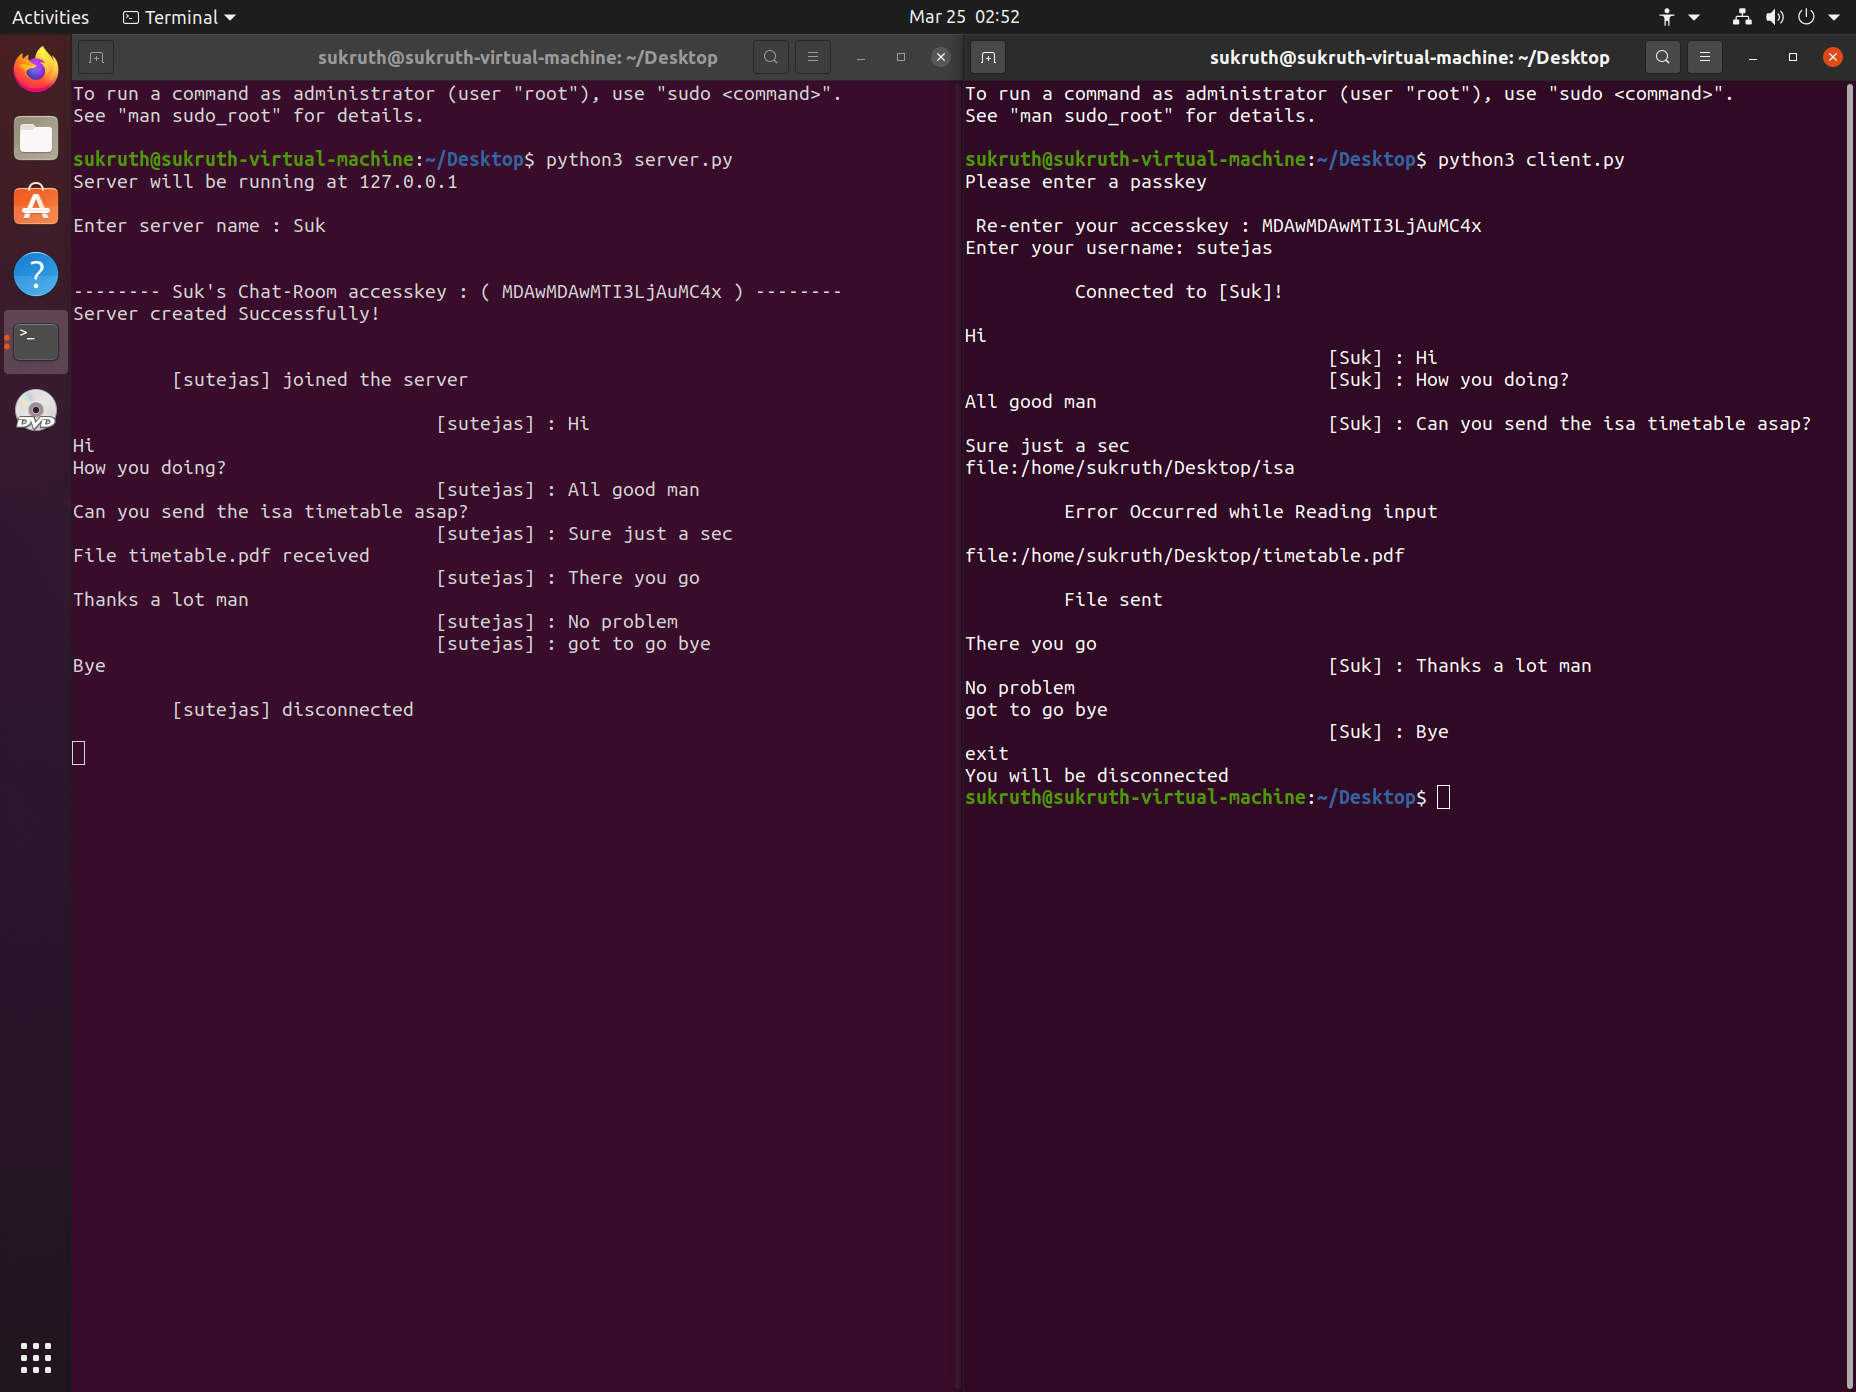 Activities Terminal Mar 25 02:52
sukruth@sukruth-virtual-machine: ~/Desktop
To run a command as administrator (user "root"), use "sudo <command>".
See "man sudo_root" for details.
sukruth@sukruth-virtual-machine:~/Desktop$ python3 server.py
Server will be running at 127.0.0.1
Enter server name : Suk
-------- Suk's Chat-Room accesskey : ( MDAwMDAwMTI3LjAuMC4x ) --------
Server created Successfully!
[sutejas] joined the server
[sutejas] : Hi
Hi
How you doing?
[sutejas] : All good man
Can you send the isa timetable asap?
[sutejas] : Sure just a sec
File timetable.pdf received
[sutejas] : There you go
Thanks a lot man
[sutejas] : No problem
[sutejas] : got to go bye
Bye
[sutejas] disconnected
sukruth@sukruth-virtual-machine: ~/Desktop
To run a command as administrator (user "root"), use "sudo <command>".
See "man sudo_root" for details.
sukruth@sukruth-virtual-machine:~/Desktop$ python3 client.py
Please enter a passkey
Re-enter your accesskey : MDAwMDAwMTI3LjAuMC4x
Enter your username: sutejas
Connected to [Suk]!
Hi
[Suk] : Hi
[Suk] : How you doing?
All good man
[Suk] : Can you send the isa timetable asap?
Sure just a sec
file:/home/sukruth/Desktop/isa
Error Occurred while Reading input
file:/home/sukruth/Desktop/timetable.pdf
File sent
There you go
[Suk] : Thanks a lot man
No problem
got to go bye
[Suk] : Bye
exit
You will be disconnected
sukruth@sukruth-virtual-machine:~/Desktop$
DVD